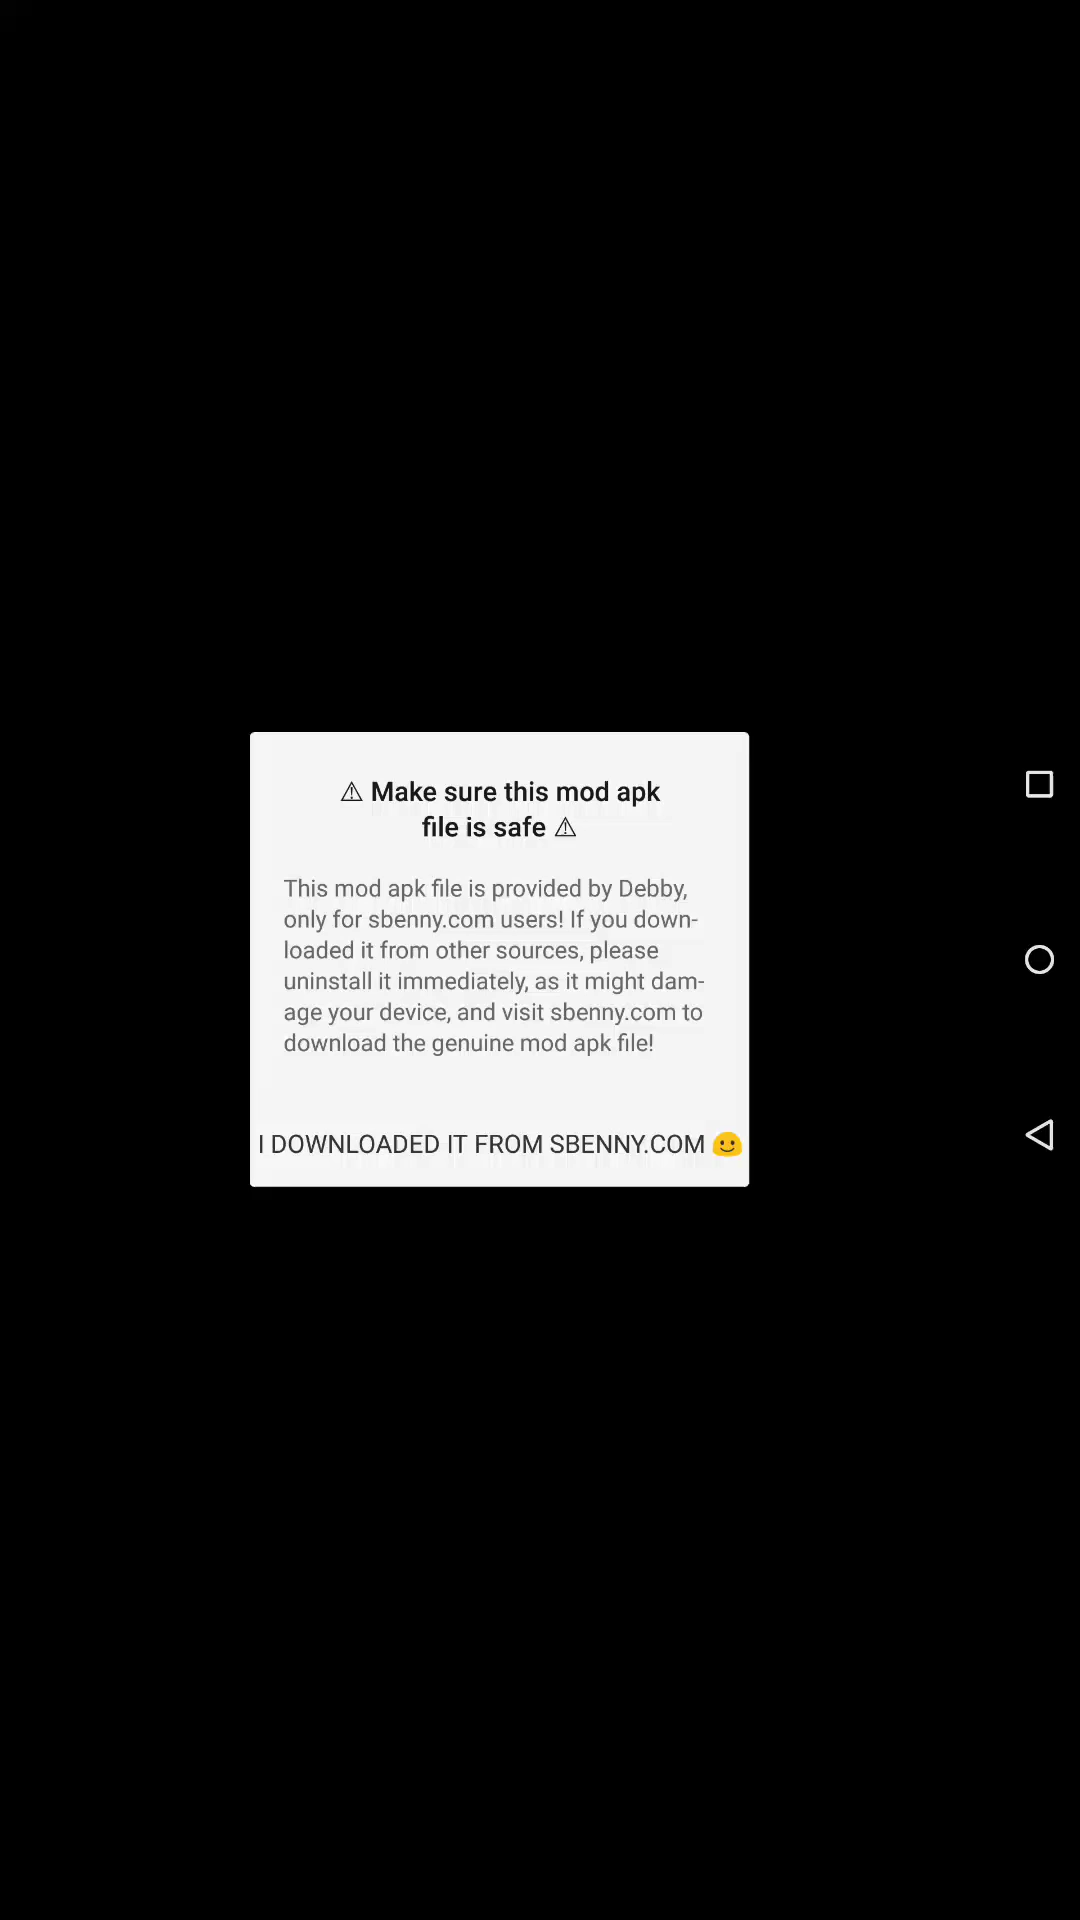 ⚠ Make sure this mod apk
file is safe ⚠
This mod apk file is provided by Debby,
only for sbenny.com users! If you down-
loaded it from other sources, please
uninstall it immediately, as it might dam-
age your device, and visit sbenny.com to
download the genuine mod apk file!
I DOWNLOADED IT FROM SBENNY.COM 🙂